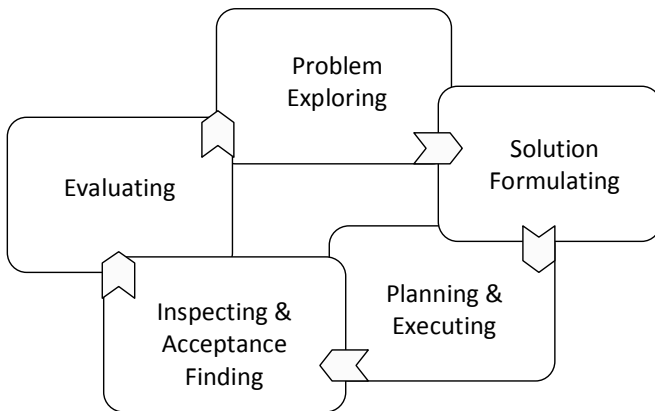 Problem
Exploring
Solution
Formulating
Planning &
Executing
Inspecting &
Acceptance
Finding
Evaluating